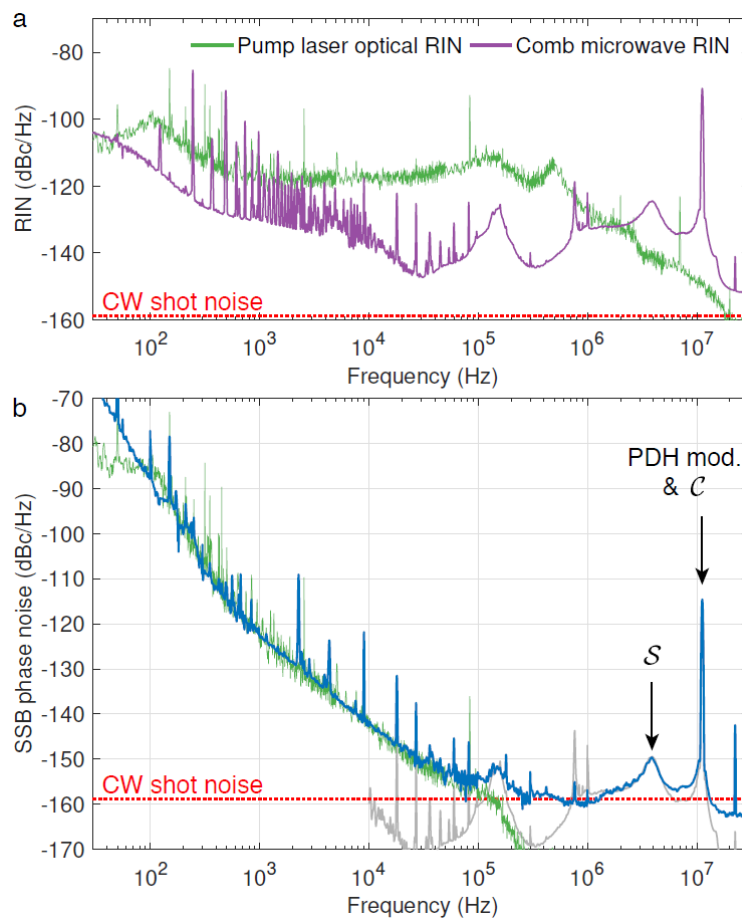 a
Pump laser optical RIN
Comb microwave RIN
RIN (dBc/Hz)
-80
-100
-120
-140
-160
CW shot noise
10²
10³
10⁴
10⁵
10⁶
10⁷
Frequency (Hz)
b
SSB phase noise (dBc/Hz)
-70
-80
-90
-100
-110
-120
-130
-140
-150
-160
-170
PDH mod.
& 𝒞
𝒮
CW shot noise
10²
10³
10⁴
10⁵
10⁶
10⁷
Frequency (Hz)